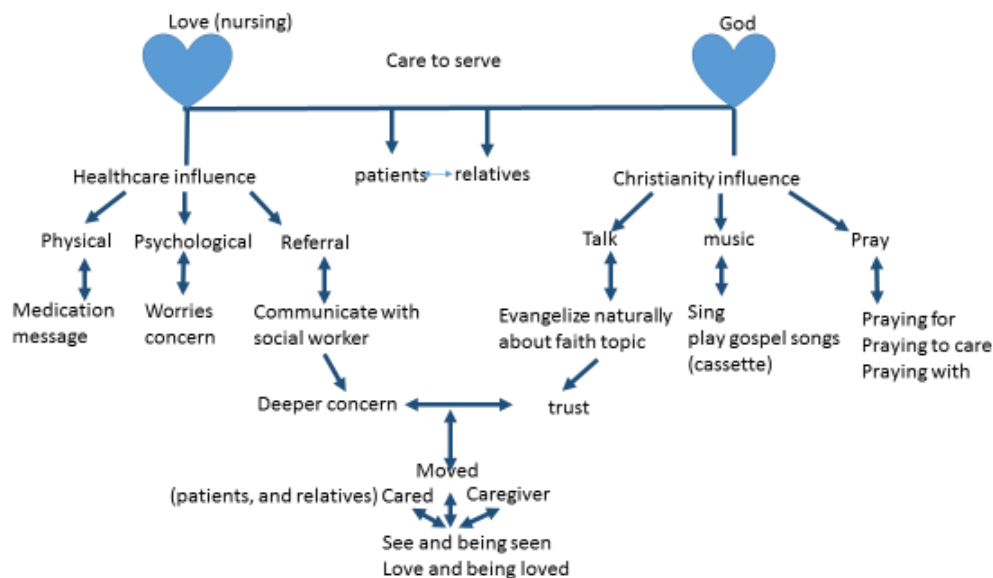 Love (nursing)
God
Care to serve
Healthcare influence
patients
relatives
Christianity influence
Physical
Psychological
Referral
Talk
music
Pray
Medication
message
Worries
concern
Communicate with
social worker
Evangelize naturally
about faith topic
Sing
play gospel songs
(cassette)
Praying for
Praying to care
Praying with
Deeper concern
trust
Moved
(patients, and relatives) Cared
Caregiver
See and being seen
Love and being loved